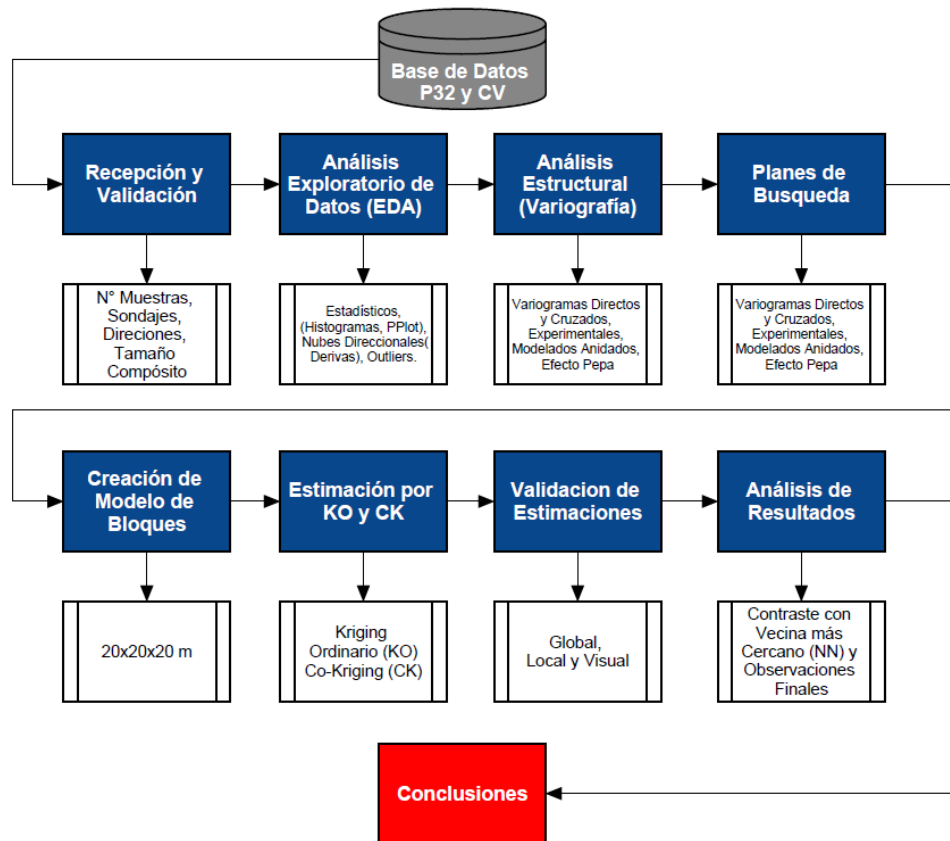 Base de Datos
P32 y CV
Recepción y
Validación
Análisis
Exploratorio de
Datos (EDA)
Análisis
Estructural
(Variografía)
Planes de
Busqueda
N° Muestras,
Sondajes,
Direciones,
Tamaño
Compósito
Estadísticos,
(Histogramas, PPlot),
Nubes Direccionales(
Derivas), Outliers.
Variogramas Directos
y Cruzados,
Experimentales,
Modelados Anidados,
Efecto Pepa
Variogramas Directos
y Cruzados,
Experimentales,
Modelados Anidados,
Efecto Pepa
Creación de
Modelo de
Bloques
Estimación por
KO y CK
Validacion de
Estimaciones
Análisis de
Resultados
20x20x20 m
Kriging
Ordinario (KO)
Co-Kriging (CK)
Global,
Local y Visual
Contraste con
Vecina más
Cercano (NN) y
Observaciones
Finales
Conclusiones